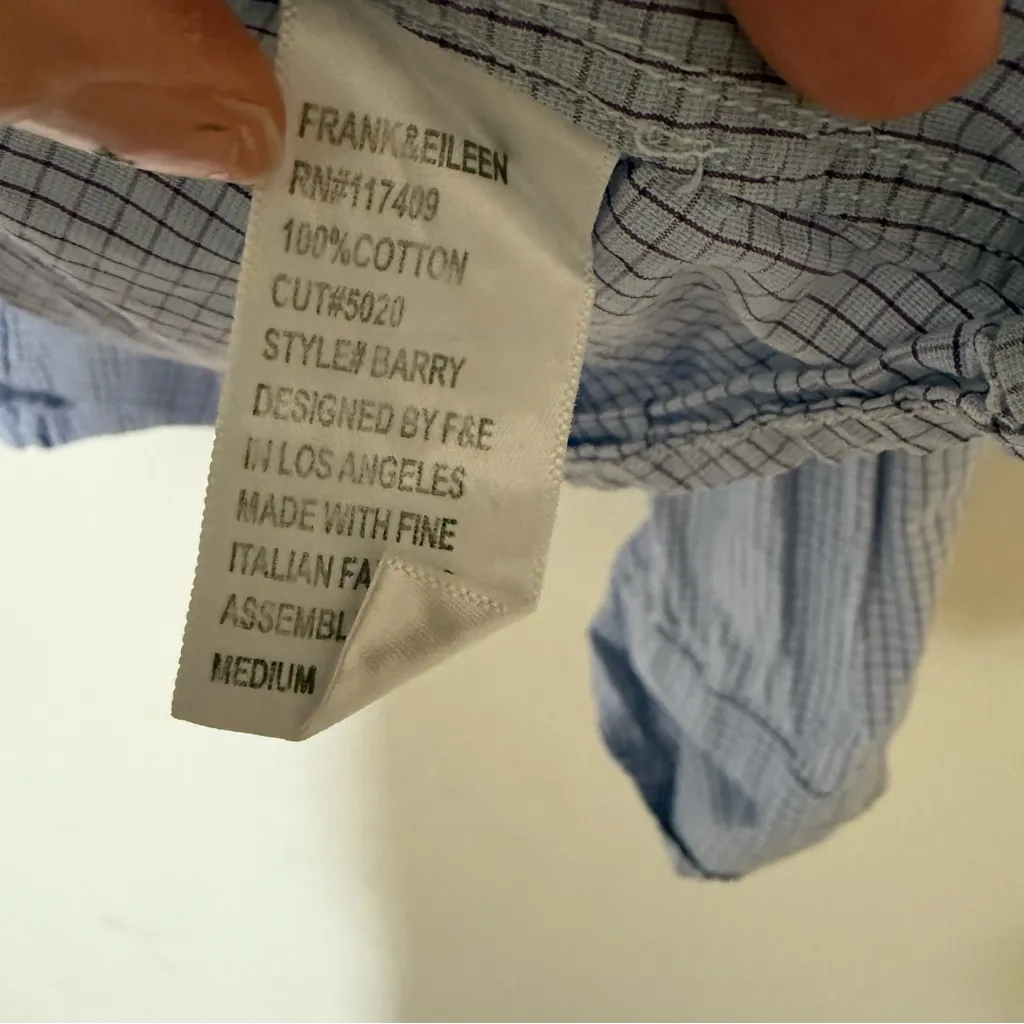 FRANK&EILEEN
RN#117409
100%COTTON
CUT#5020
STYLE# BARRY
DESIGNED BY F&E
IN LOS ANGELES
MADE WITH FINE
ITALIAN
MEDIUM